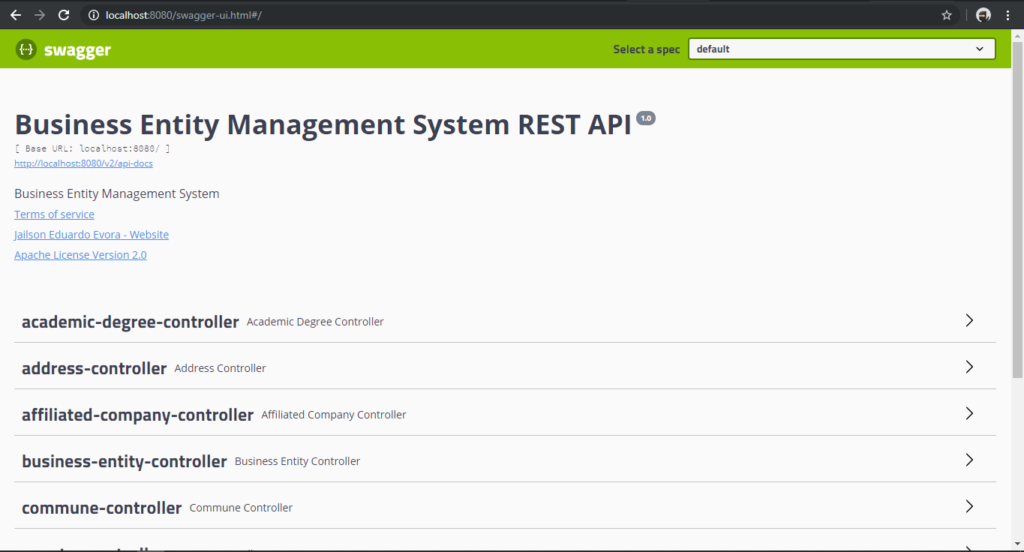 localhost:8080/swagger-ui.html#/
swagger
Select a spec default
Business Entity Management System REST API 1.0
[ Base URL: localhost:8080/ ]
http://localhost:8080/v2/api-docs
Business Entity Management System
Terms of service
Jailson Eduardo Evora - Website
Apache License Version 2.0
academic-degree-controller Academic Degree Controller
address-controller Address Controller
affiliated-company-controller Affiliated Company Controller
business-entity-controller Business Entity Controller
commune-controller Commune Controller